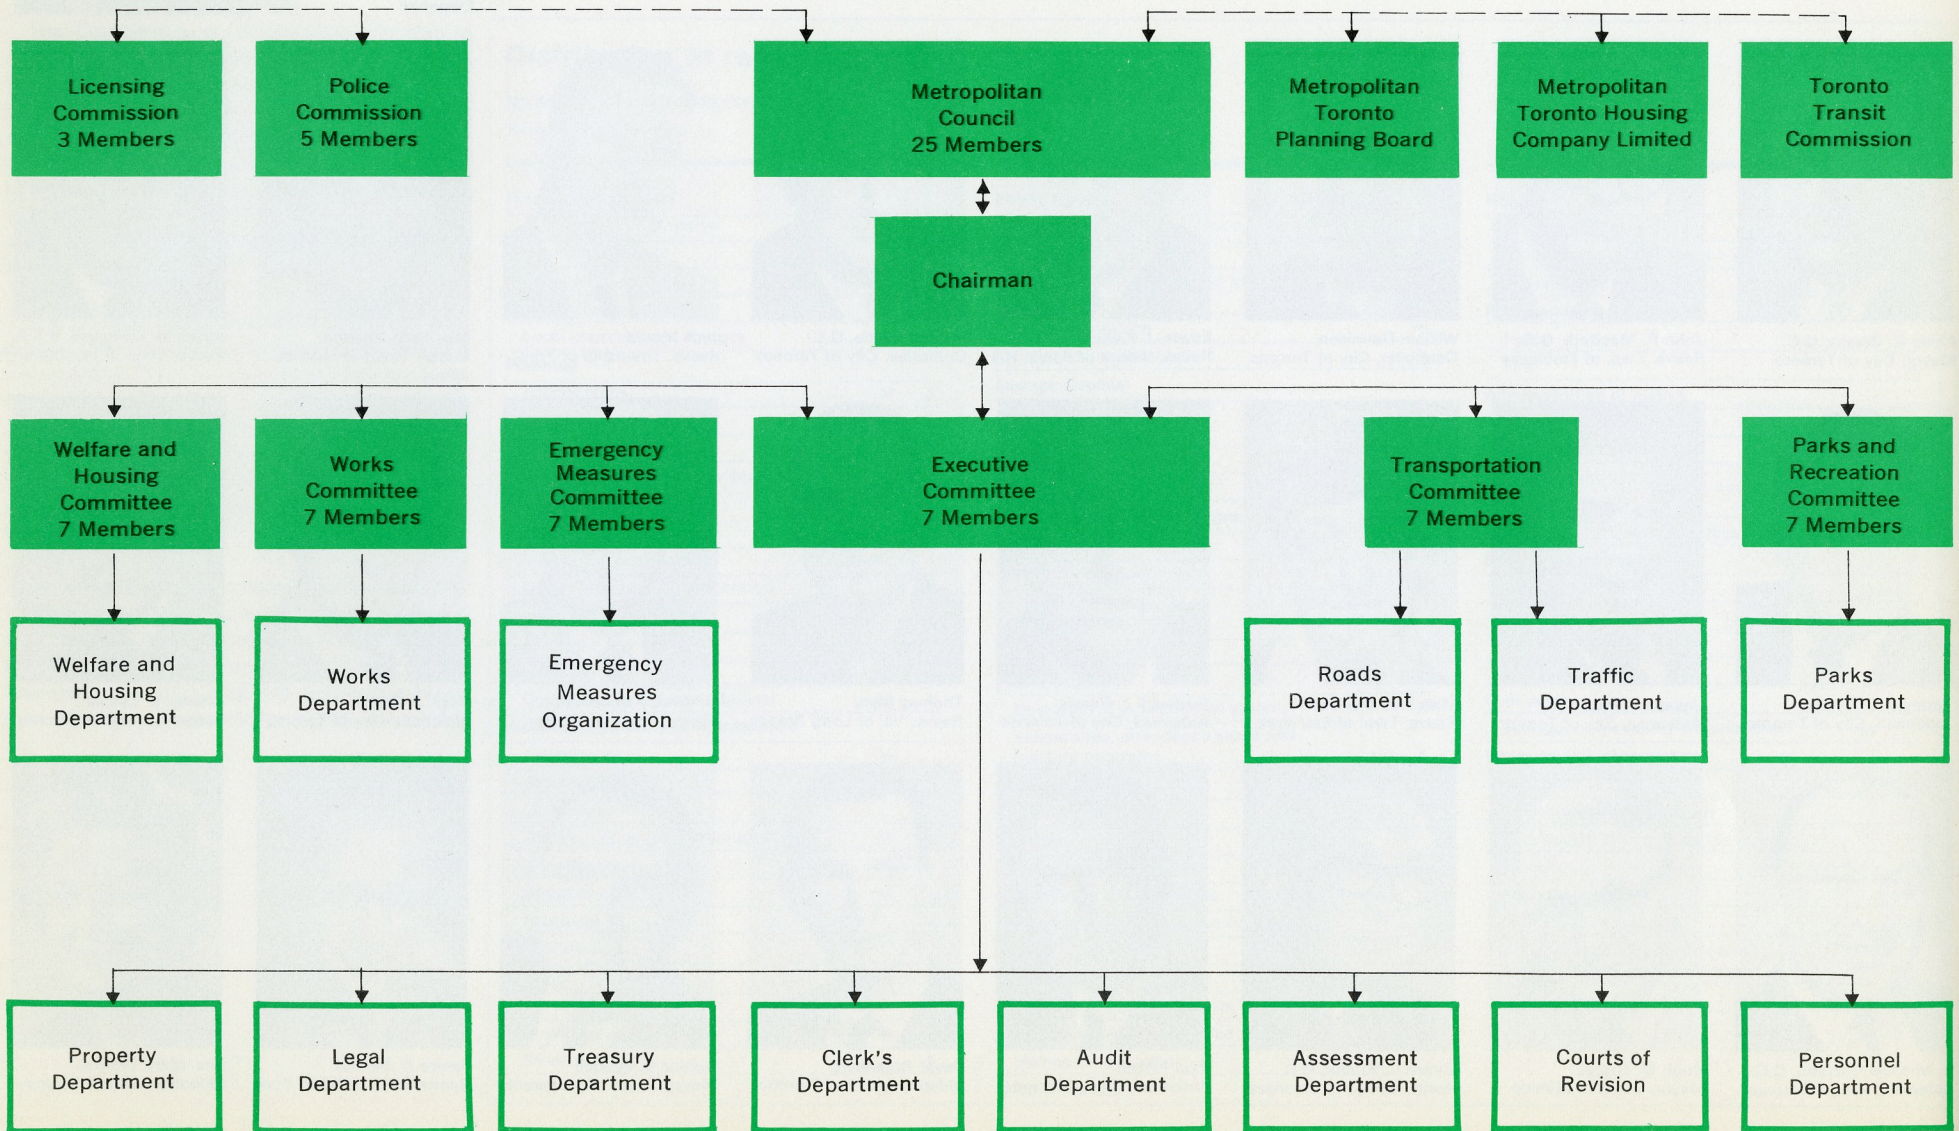 Licensing
Commission
3 Members
Police
Commission
5 Members
Metropolitan
Council
25 Members
Metropolitan
Toronto
Planning Board
Metropolitan
Toronto Housing
Company Limited
Toronto
Transit
Commission
Chairman
Welfare and
Housing
Committee
7 Members
Works
Committee
7 Members
Emergency
Measures
Committee
7 Members
Executive
Committee
7 Members
Transportation
Committee
7 Members
Parks and
Recreation
Committee
7 Members
Welfare and
Housing
Department
Works
Department
Emergency
Measures
Organization
Roads
Department
Traffic
Department
Parks
Department
Property
Department
Legal
Department
Treasury
Department
Clerk's
Department
Audit
Department
Assessment
Department
Courts of
Revision
Personnel
Department